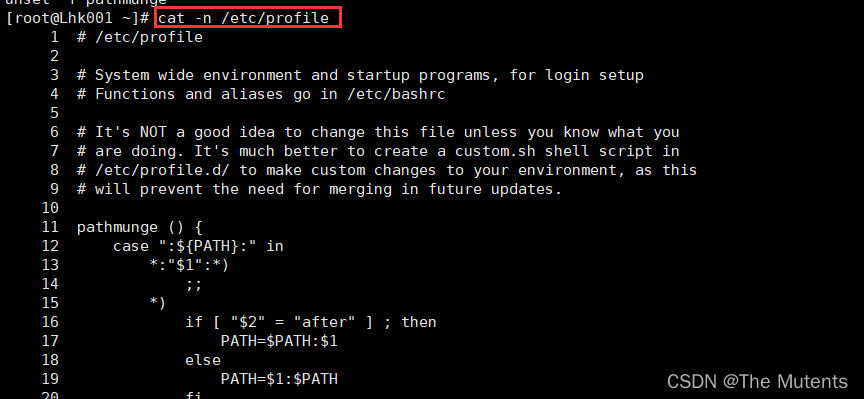 unset -f pathmunge
[root@Lhk001 ~]# cat -n /etc/profile
     1	# /etc/profile
     2
     3	# System wide environment and startup programs, for login setup
     4	# Functions and aliases go in /etc/bashrc
     5
     6	# It's NOT a good idea to change this file unless you know what you
     7	# are doing. It's much better to create a custom.sh shell script in
     8	# /etc/profile.d/ to make custom changes to your environment, as this
     9	# will prevent the need for merging in future updates.
    10
    11	pathmunge () {
    12	    case ":${PATH}:" in
    13	        *:"$1":*)
    14	            ;;
    15	        *)
    16	            if [ "$2" = "after" ] ; then
    17	                PATH=$PATH:$1
    18	            else
    19	                PATH=$1:$PATH
    20	            fi
CSDN @The Mutents